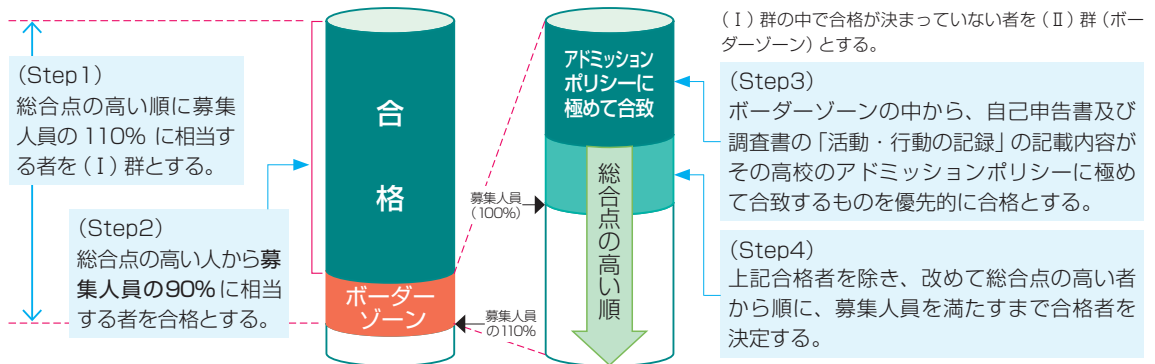 (Step1)
総合点の高い順に募集
人員の110% に相当す
る者を(Ⅰ)群とする。
(Step2)
総合点の高い人から募
集人員の90%に相当
する者を合格とする。
合
格
ボーダー
ゾーン
募集人員
(100%)
募集人員
の110%
アドミッション
ポリシーに
極めて合致
総合点の高い順
(Ⅰ)群の中で合格が決まっていない者を(Ⅱ)群(ボー
ダーゾーン)とする。
(Step3)
ボーダーゾーンの中から、自己申告書及び
調査書の「活動・行動の記録」の記載内容が
その高校のアドミッションポリシーに極め
て合致するものを優先的に合格とする。
(Step4)
上記合格者を除き、改めて総合点の高い者
から順に、募集人員を満たすまで合格者を
決定する。